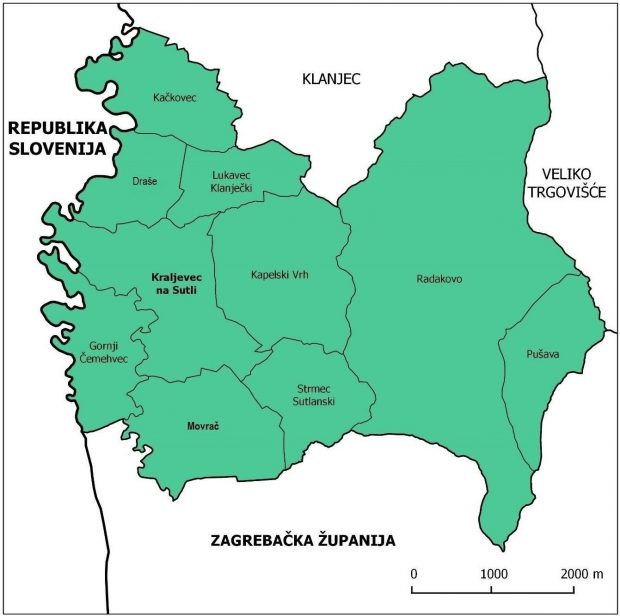 KLANJEC
Kačkovec
REPUBLIKA
SLOVENIJA
Draše
Lukavec
Klanječki
VELIKO
TRGOVIŠĆE
Kraljevec
na Sutli
Kapelski Vrh
Radakovo
Gornji
Čemehvec
Pušava
Strmec
Sutlanski
Movrač
ZAGREBAČKA ŽUPANIJA
0 1000 2000 m